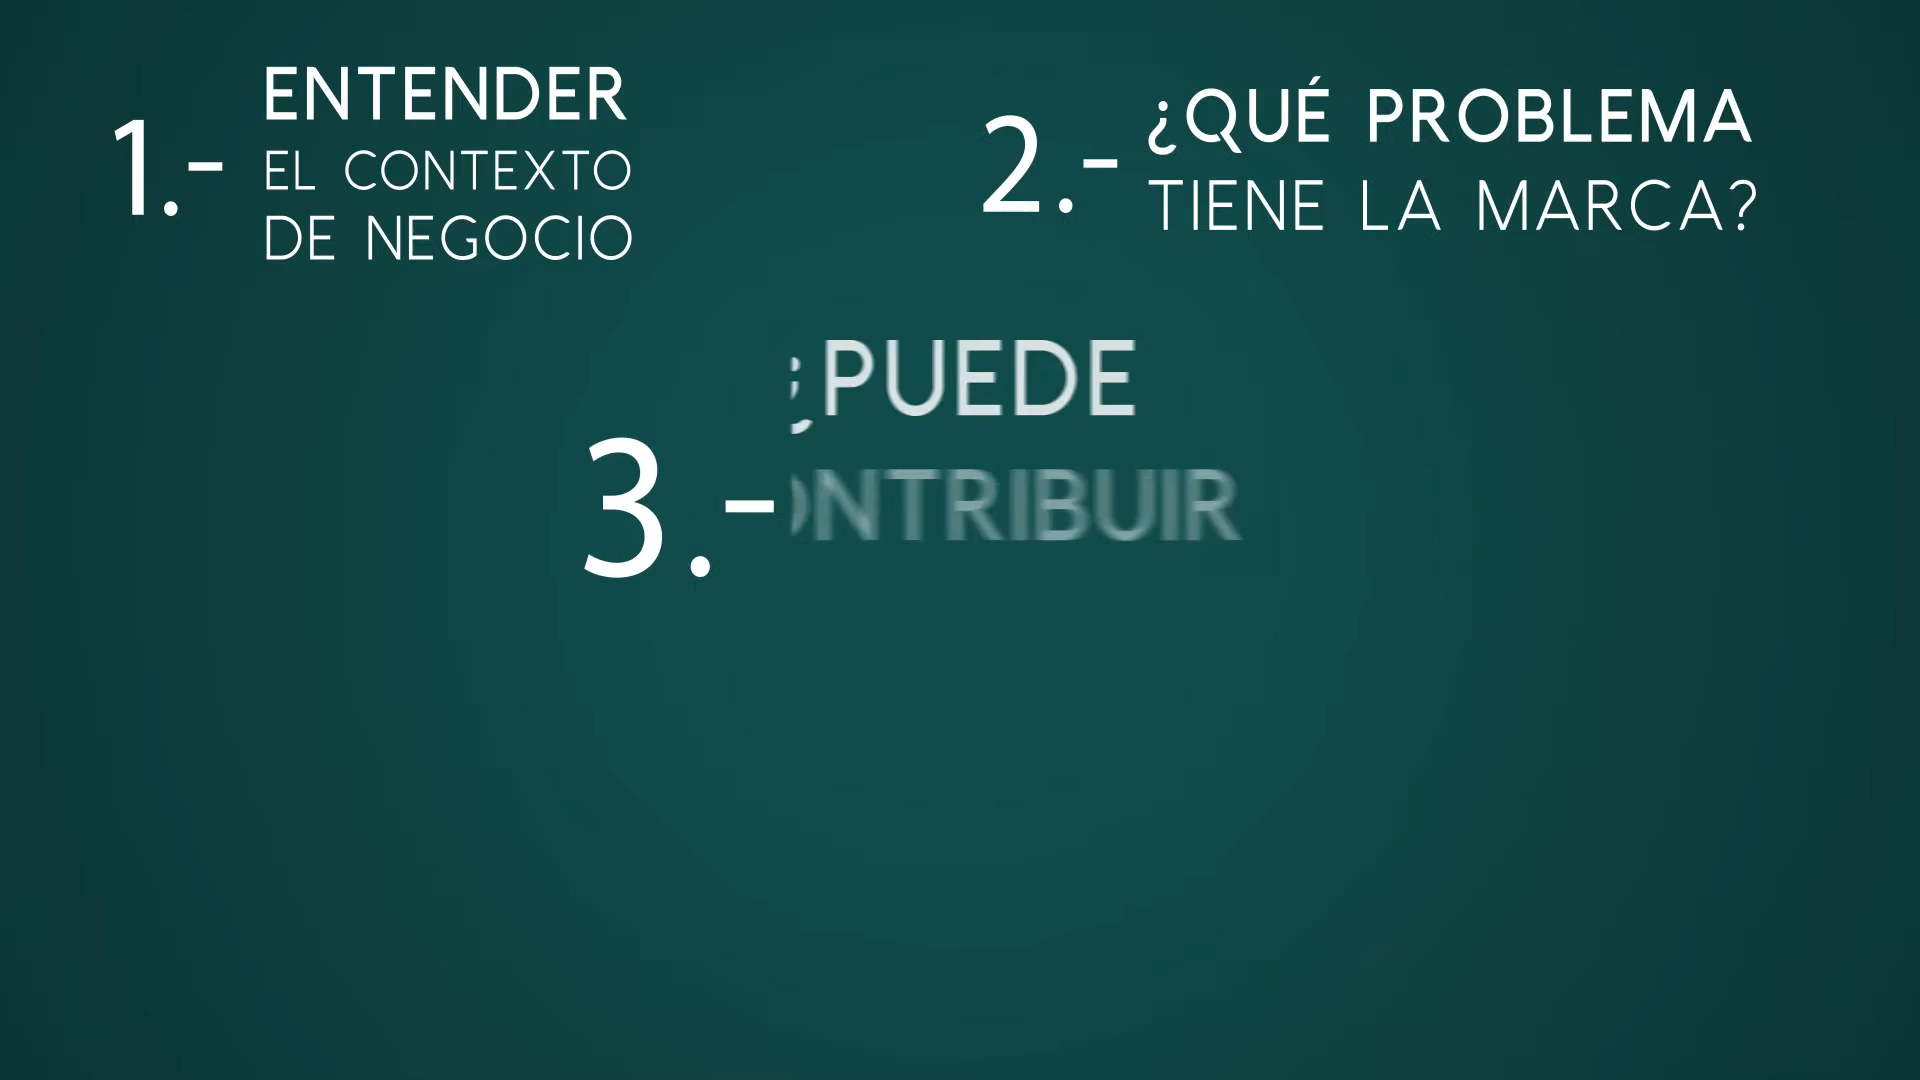 1.- ENTENDER
EL CONTEXTO
DE NEGOCIO
2.- ¿QUÉ PROBLEMA
TIENE LA MARCA?
3.- ¿PUEDE